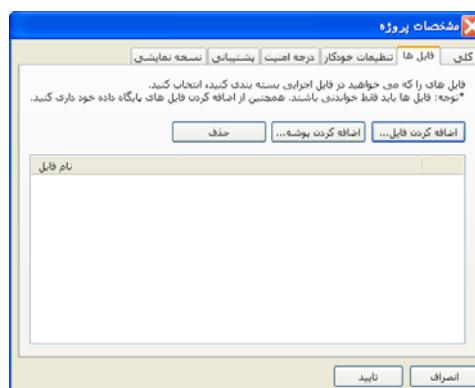 مشخصات پروژه
کلی فایل ها تنظیمات خودکار درجه امنیت پشتیبانی نسخه نمایشی
فایل های را که می خواهید در فایل اجرایی بسته بندی کنید، انتخاب کنید.
*توجه: فایل ها باید فقط خواندنی باشند. همچنین از اضافه کردن فایل های پایگاه داده خود داری کنید.
اضافه کردن فایل... اضافه کردن پوشه... حذف
نام فایل
انصراف تایید